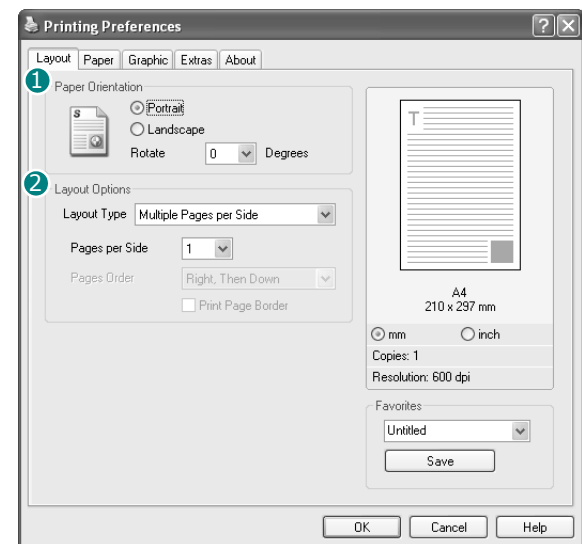 Printing Preferences
Layout Paper Graphic Extras About
1
Paper Orientation
S
Portrait
Landscape
Rotate 0 Degrees
2
Layout Options
Layout Type Multiple Pages per Side
Pages per Side 1
Pages Order Right, Then Down
Print Page Border
T
A4
210 x 297 mm
mm inch
Copies: 1
Resolution: 600 dpi
Favorites
Untitled
Save
OK Cancel Help